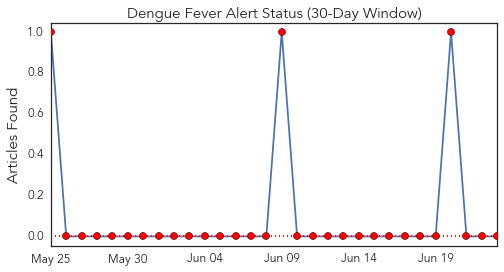 Dengue Fever Alert Status (30-Day Window)
Articles Found
1.0
0.8
0.6
0.4
0.2
0.0
May 25 May 30 Jun 04 Jun 09 Jun 14 Jun 19